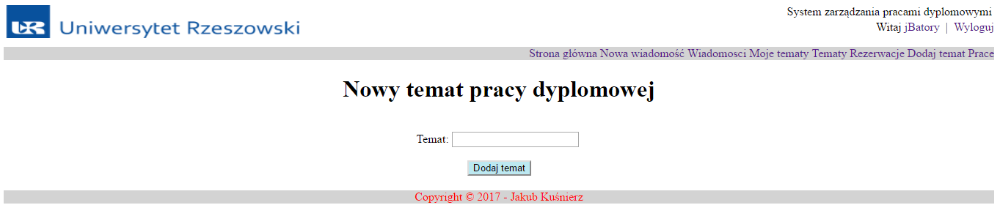 UR Uniwersytet Rzeszowski
System zarządzania pracami dyplomowymi
Witaj jBatory | Wyloguj
Strona główna Nowa wiadomość Wiadomosci Moje tematy Tematy Rezerwacje Dodaj temat Prace
Nowy temat pracy dyplomowej
Temat:
Dodaj temat
Copyright © 2017 - Jakub Kuśnierz